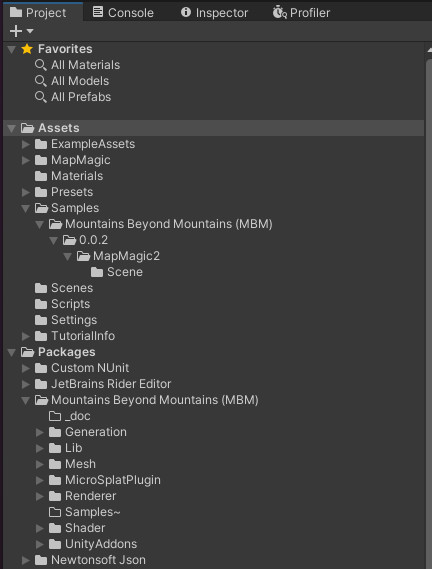 Project Console Inspector Profiler
Favorites
All Materials
All Models
All Prefabs
Assets
ExampleAssets
MapMagic
Materials
Presets
Samples
Mountains Beyond Mountains (MBM)
0.0.2
MapMagic2
Scene
Scenes
Scripts
Settings
TutorialInfo
Packages
Custom NUnit
JetBrains Rider Editor
Mountains Beyond Mountains (MBM)
_doc
Generation
Lib
Mesh
MicroSplatPlugin
Renderer
Samples~
Shader
UnityAddons
Newtonsoft Json